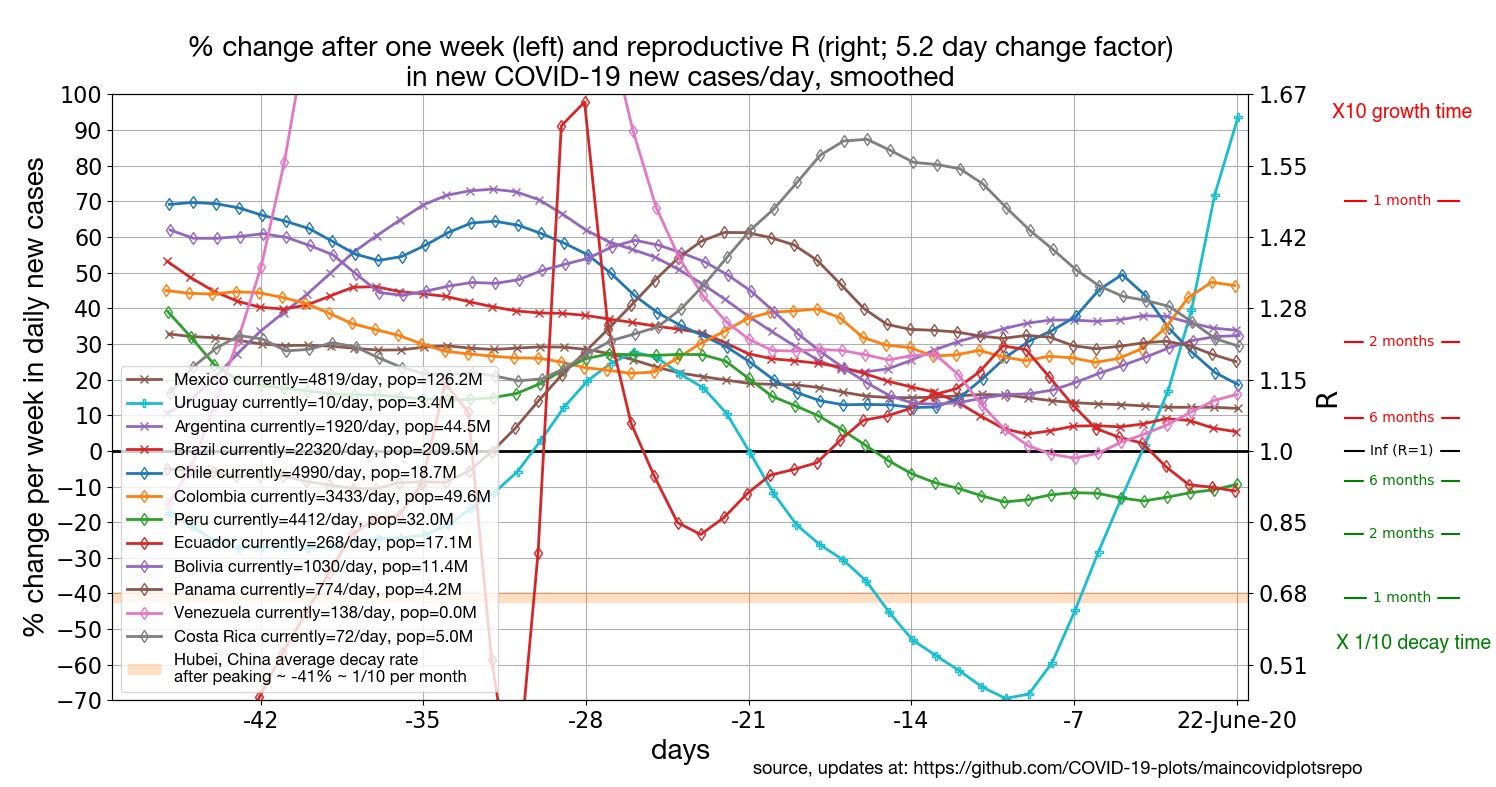 % change after one week (left) and reproductive R (right; 5.2 day change factor)
in new COVID-19 new cases/day, smoothed
% change per week in daily new cases
100
90
80
70
60
50
40
30
20
10
0
−10
−20
−30
−40
−50
−60
−70
Mexico currently=4819/day, pop=126.2M
Uruguay currently=10/day, pop=3.4M
Argentina currently=1920/day, pop=44.5M
Brazil currently=22320/day, pop=209.5M
Chile currently=4990/day, pop=18.7M
Colombia currently=3433/day, pop=49.6M
Peru currently=4412/day, pop=32.0M
Ecuador currently=268/day, pop=17.1M
Bolivia currently=1030/day, pop=11.4M
Panama currently=774/day, pop=4.2M
Venezuela currently=138/day, pop=0.0M
Costa Rica currently=72/day, pop=5.0M
Hubei, China average decay rate
after peaking ~ -41% ~ 1/10 per month
-42
-35
-28
-21
-14
-7
22-June-20
days
1.67
1.55
1.42
1.28
1.15
1.0
0.85
0.68
0.51
R
X10 growth time
1 month
2 months
6 months
Inf (R=1)
6 months
2 months
1 month
X 1/10 decay time
source, updates at: https://github.com/COVID-19-plots/maincovidplotsrepo